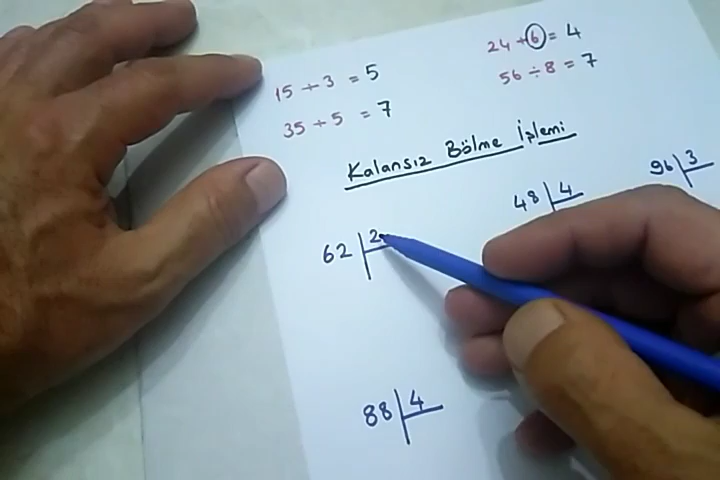 15 ÷ 3 = 5
35 ÷ 5 = 7
24 ÷ 6 = 4
56 ÷ 8 = 7
Kalansız Bölme İşlemi
62 | 2
48 | 4
96 | 3
88 | 4